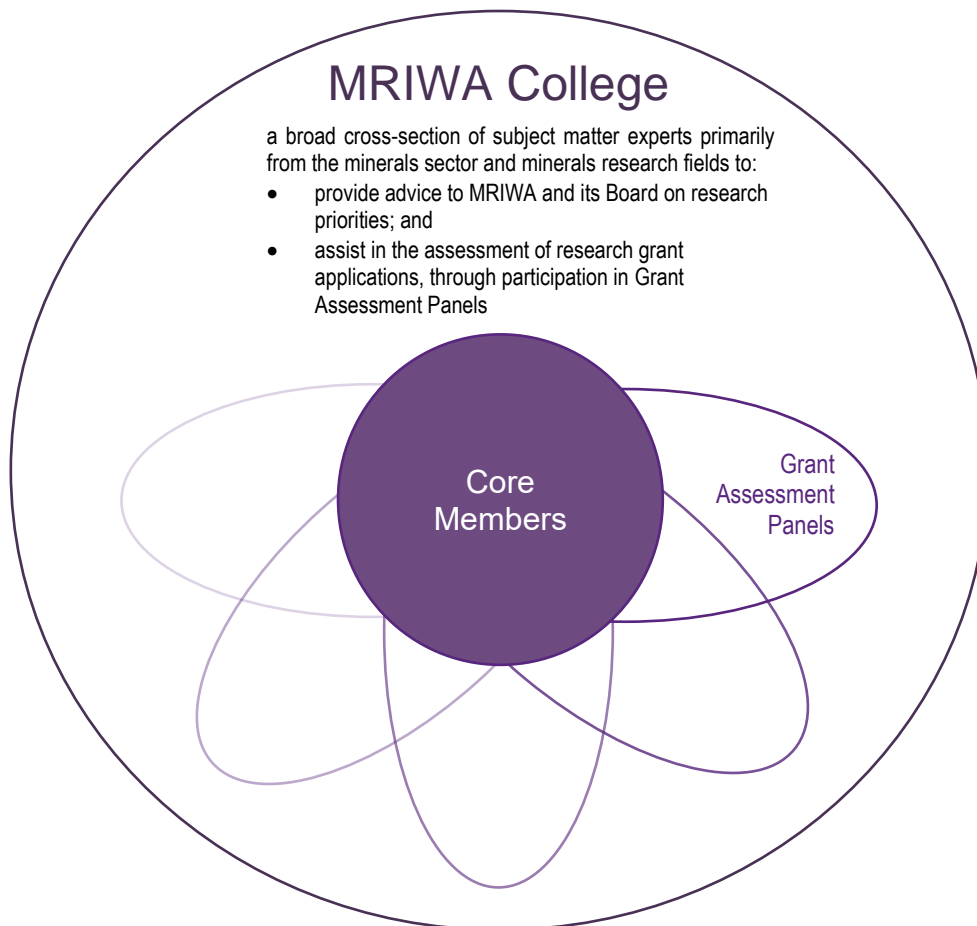 MRIWA College
a broad cross-section of subject matter experts primarily
from the minerals sector and minerals research fields to:
• provide advice to MRIWA and its Board on research
priorities; and
• assist in the assessment of research grant
applications, through participation in Grant
Assessment Panels
Core
Members
Grant
Assessment
Panels